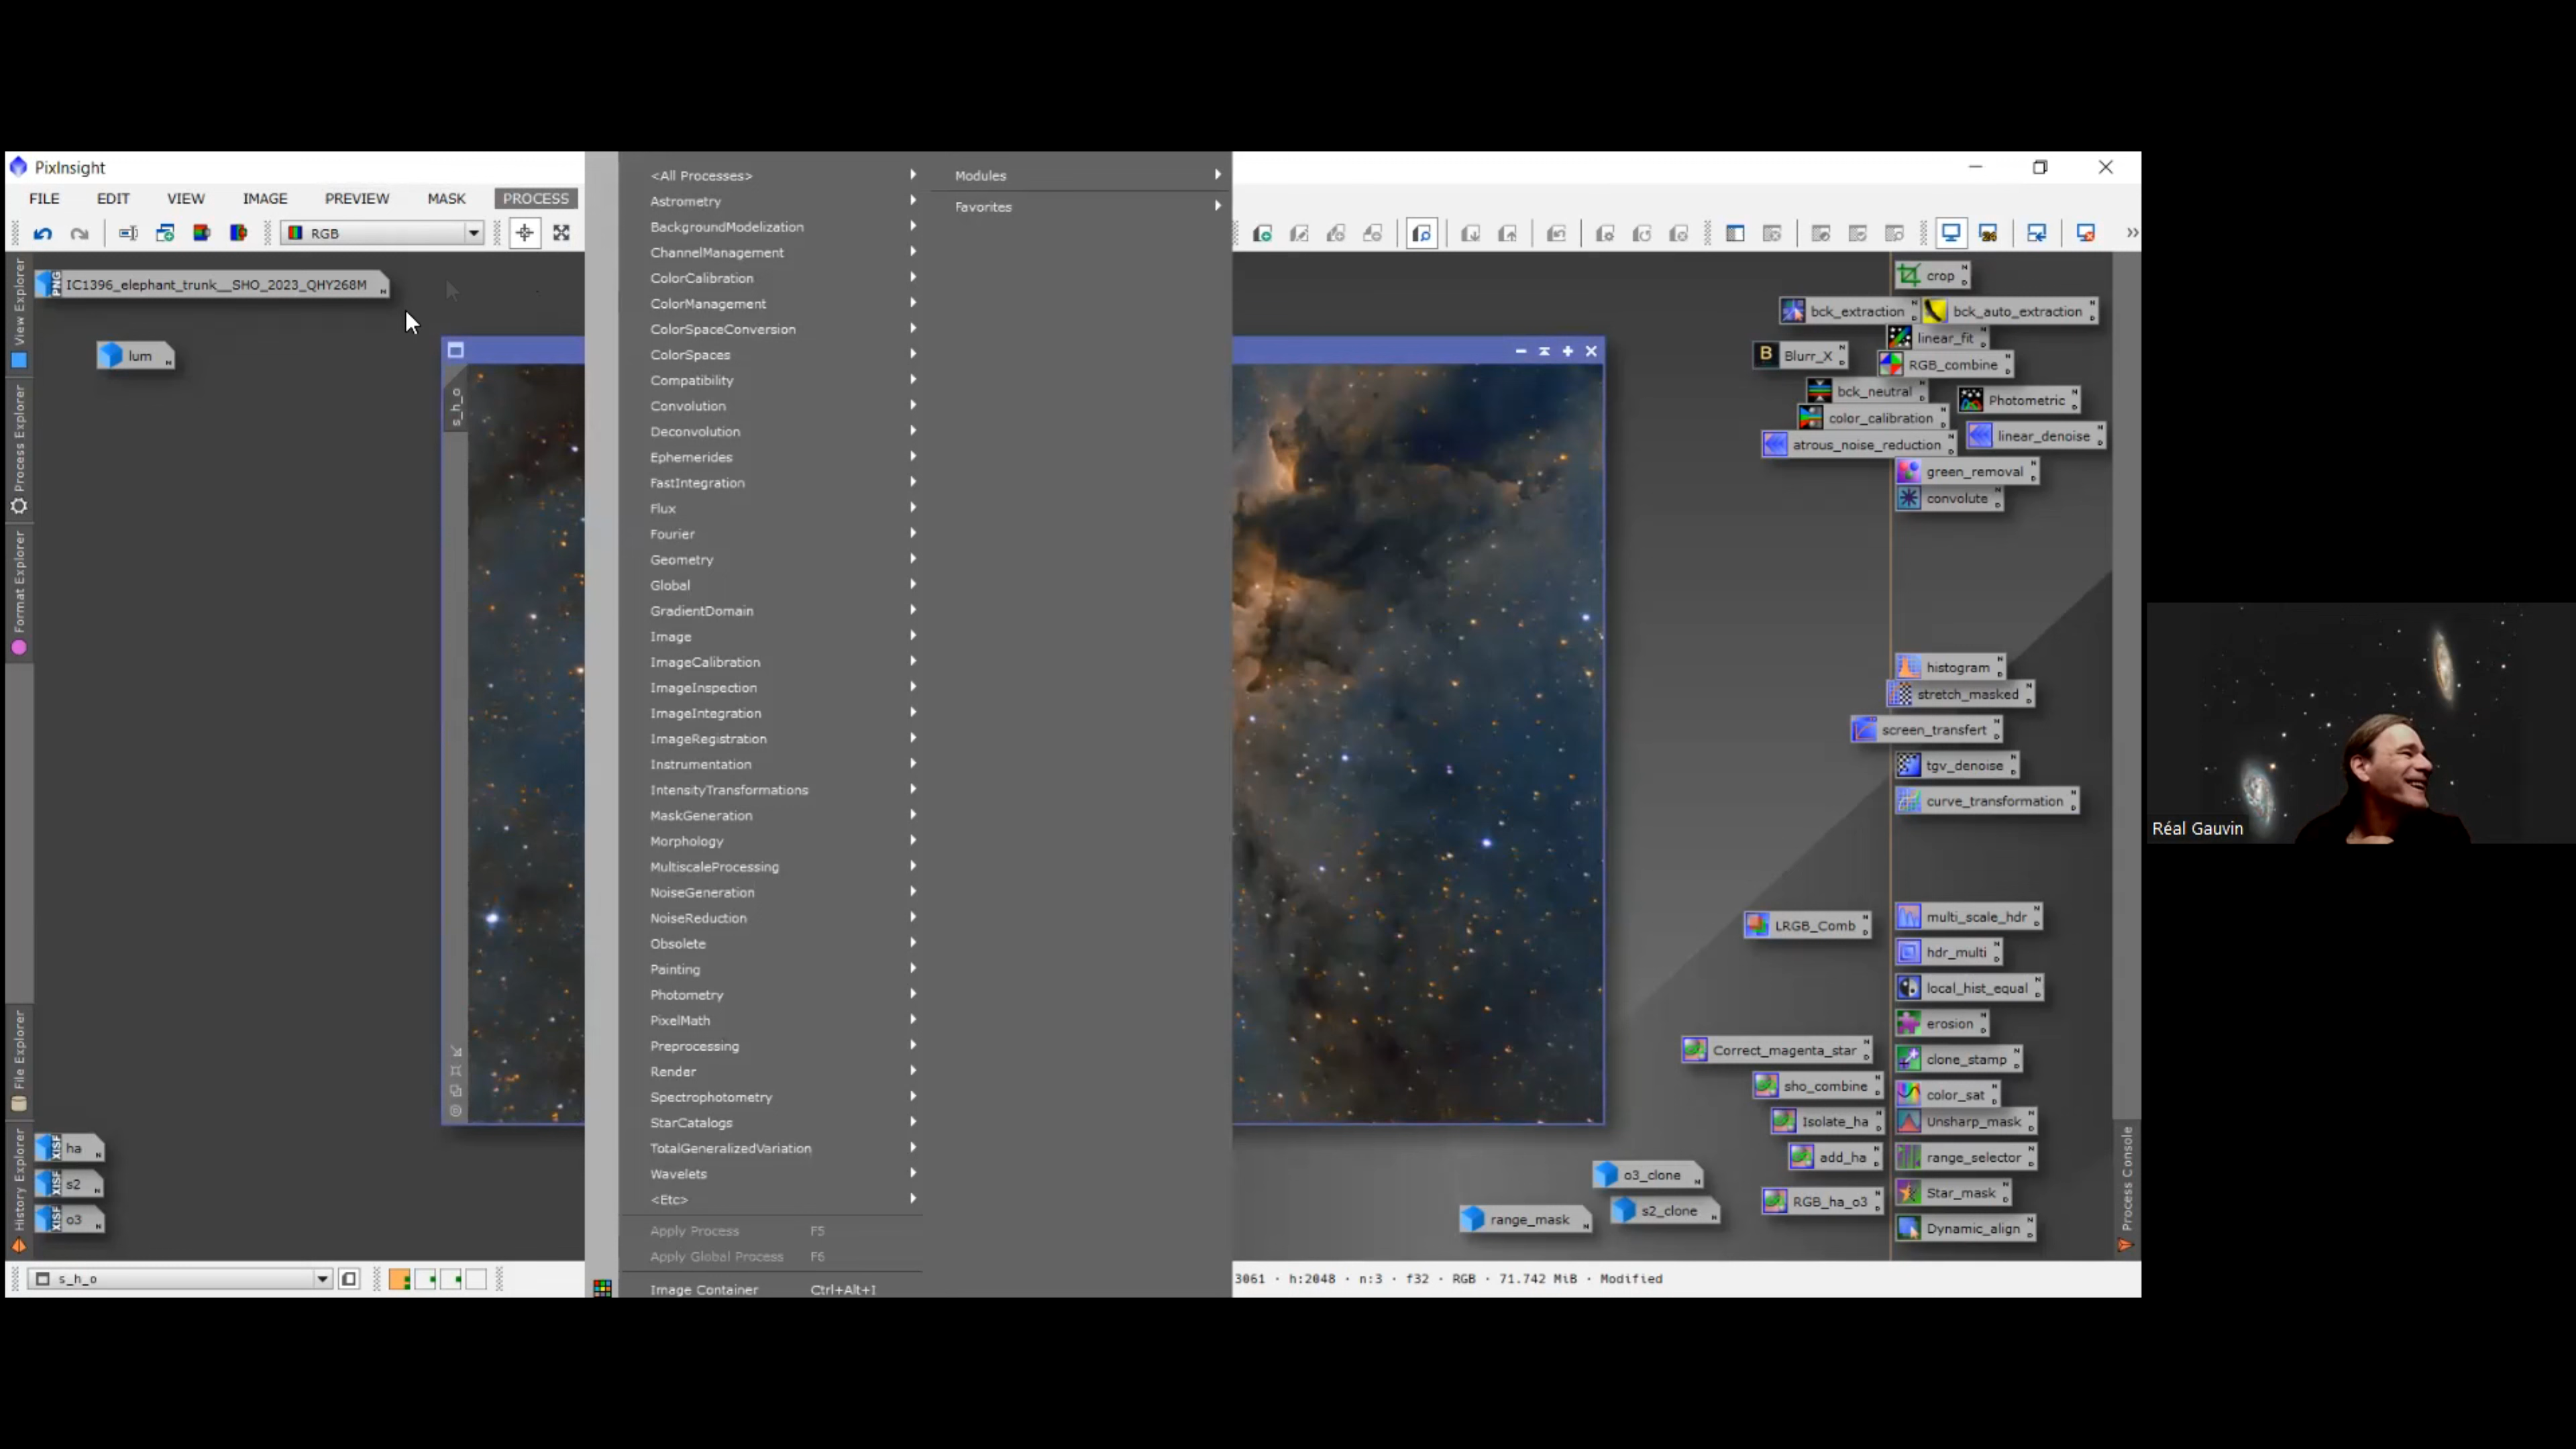 PixInsight
FILE EDIT VIEW IMAGE PREVIEW MASK PROCESS
RGB
View Explorer
Process Explorer
Format Explorer
File Explorer
History Explorer
PNG IC1396_elephant_trunk__SHO_2023_QHY268M
lum
XISF ha
XISF s2
XISF o3
s_h_o
s_h_o
<All Processes>
Astrometry
BackgroundModelization
ChannelManagement
ColorCalibration
ColorManagement
ColorSpaceConversion
ColorSpaces
Compatibility
Convolution
Deconvolution
Ephemerides
FastIntegration
Flux
Fourier
Geometry
Global
GradientDomain
Image
ImageCalibration
ImageInspection
ImageIntegration
ImageRegistration
Instrumentation
IntensityTransformations
MaskGeneration
Morphology
MultiscaleProcessing
NoiseGeneration
NoiseReduction
Obsolete
Painting
Photometry
PixelMath
Preprocessing
Render
Spectrophotometry
StarCatalogs
TotalGeneralizedVariation
Wavelets
<Etc>
Apply Process F5
Apply Global Process F6
Image Container Ctrl+Alt+I
Modules
Favorites
crop
bck_extraction
bck_auto_extraction
linear_fit
B Blurr_X
RGB_combine
bck_neutral
Photometric
color_calibration
linear_denoise
atrous_noise_reduction
green_removal
convolute
histogram
stretch_masked
screen_transfert
tgv_denoise
curve_transformation
LRGB_Comb
multi_scale_hdr
hdr_multi
local_hist_equal
erosion
Correct_magenta_star
clone_stamp
sho_combine
color_sat
Isolate_ha
Unsharp_mask
add_ha
range_selector
RGB_ha_o3
Star_mask
Dynamic_align
o3_clone
s2_clone
range_mask
Process Console
3061 · h:2048 · n:3 · f32 · RGB · 71.742 MiB · Modified
Réal Gauvin